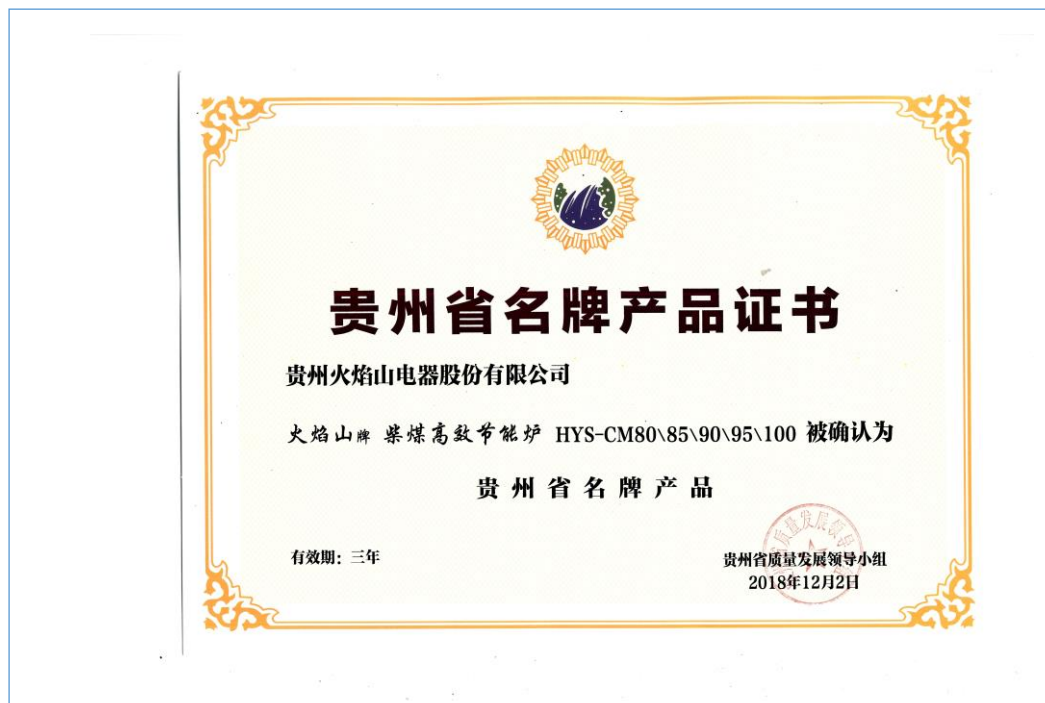 贵州省名牌产品证书
贵州火焰山电器股份有限公司
火焰山牌 柴煤高效节能炉 HYS-CM80\85\90\95\100 被确认为
贵州省名牌产品
有效期：三年
贵州省质量发展领导小组
2018年12月2日